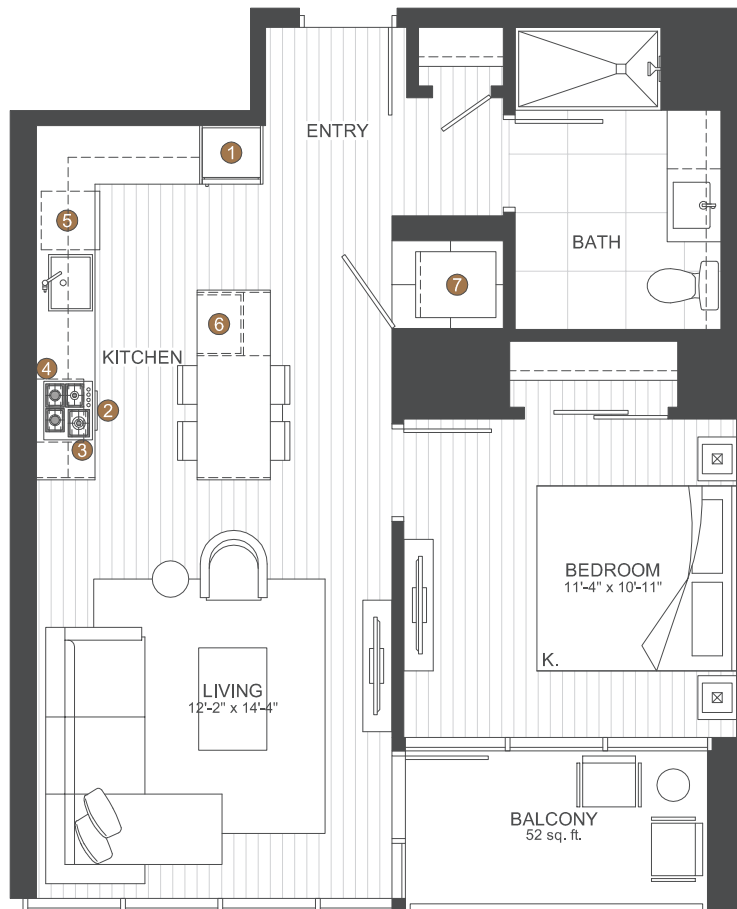 ENTRY
1
5
BATH
7
6
KITCHEN
4
2
3
BEDROOM
11'-4" x 10'-11"
K.
LIVING
12'-2" x 14'-4"
BALCONY
52 sq. ft.